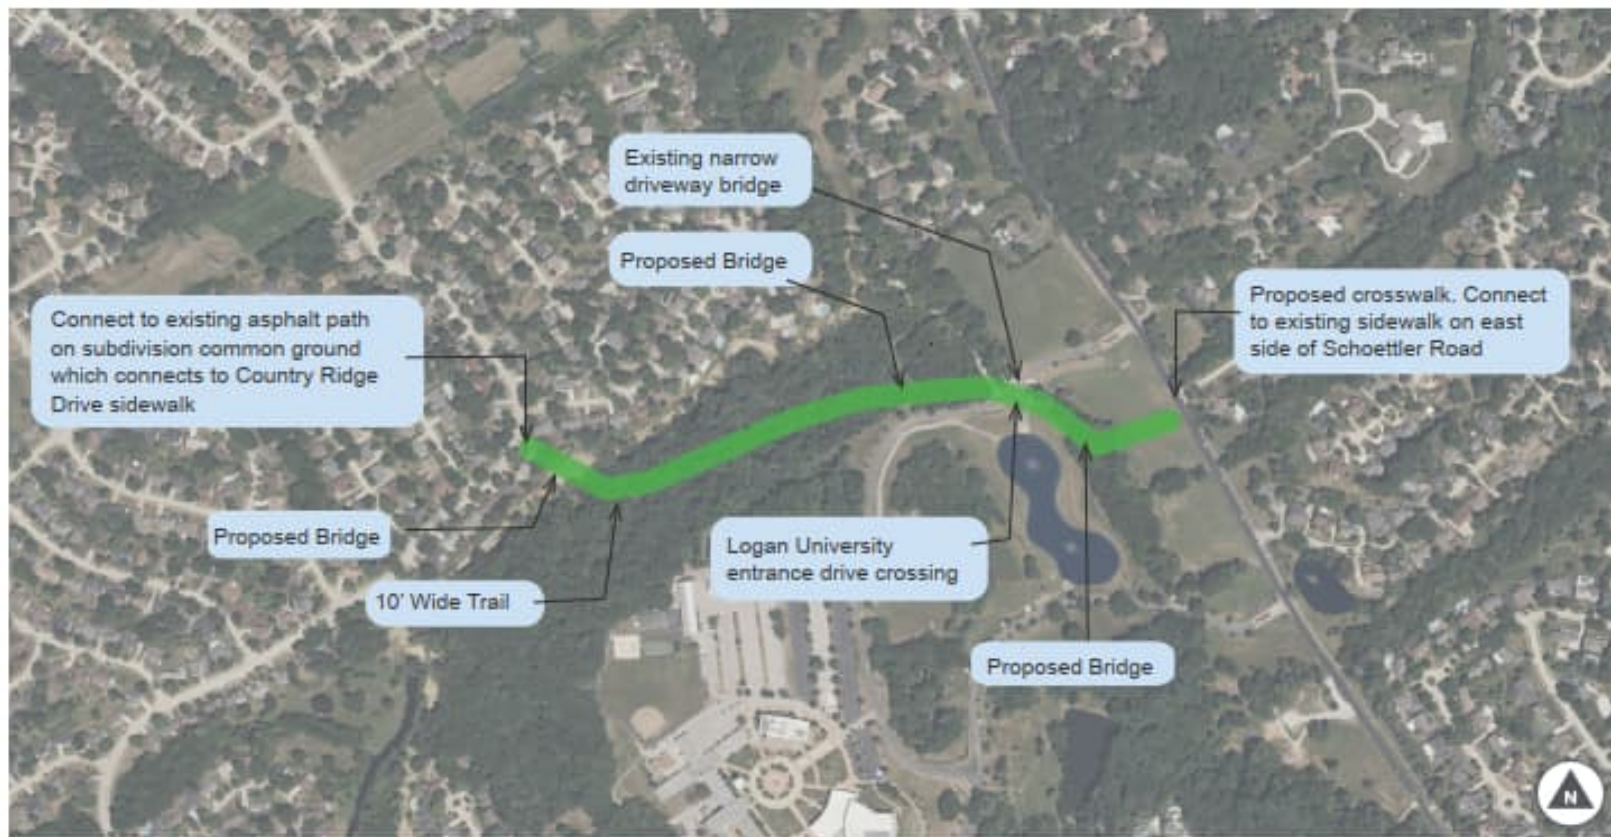 Existing narrow
driveway bridge
Proposed Bridge
Proposed crosswalk. Connect
to existing sidewalk on east
side of Schoettler Road
Connect to existing asphalt path
on subdivision common ground
which connects to Country Ridge
Drive sidewalk
Proposed Bridge
10' Wide Trail
Logan University
entrance drive crossing
Proposed Bridge
N